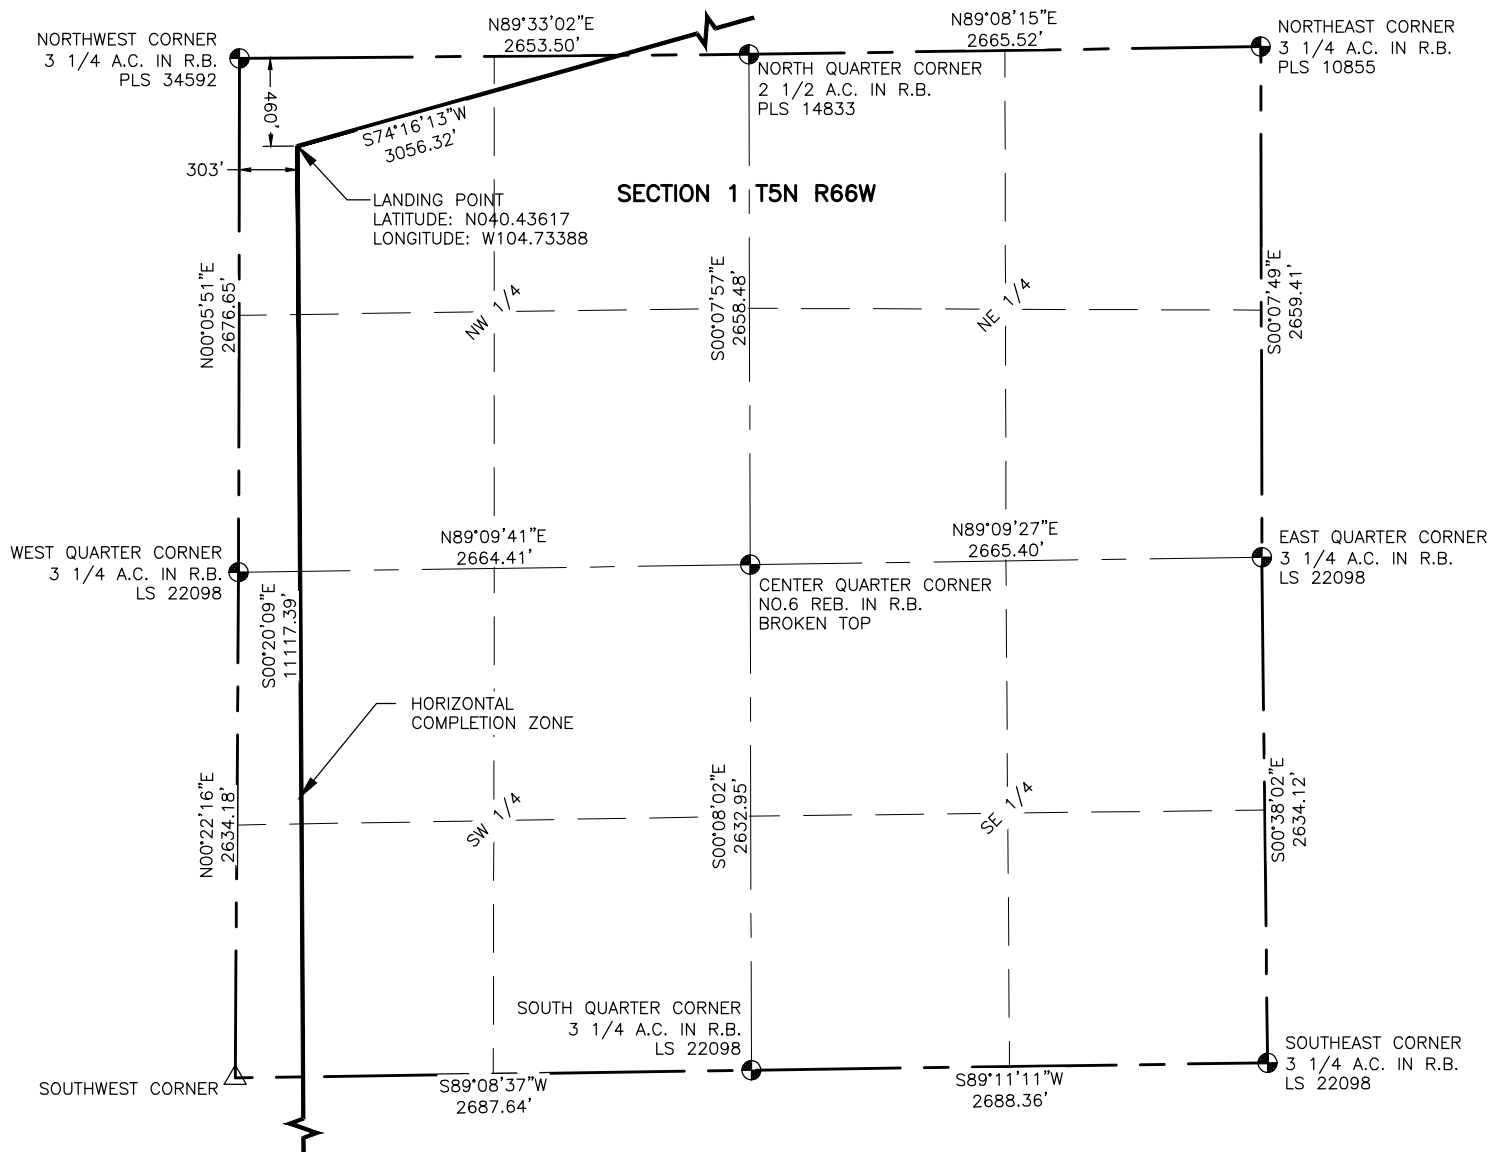 N89°33'02"E
2653.50'
N89°08'15"E
2665.52'
NORTHWEST CORNER
3 1/4 A.C. IN R.B.
PLS 34592
NORTHEAST CORNER
3 1/4 A.C. IN R.B.
PLS 10855
NORTH QUARTER CORNER
2 1/2 A.C. IN R.B.
PLS 14833
460'
S74°16'13"W
3056.32'
303'
SECTION 1 T5N R66W
LANDING POINT
LATITUDE: N040.43617
LONGITUDE: W104.73388
N00°05'51"E
2676.65'
NW 1/4
S00°07'57"E
2658.48'
NE 1/4
S00°07'49"E
2659.41'
WEST QUARTER CORNER
3 1/4 A.C. IN R.B.
LS 22098
N89°09'41"E
2664.41'
N89°09'27"E
2665.40'
EAST QUARTER CORNER
3 1/4 A.C. IN R.B.
LS 22098
CENTER QUARTER CORNER
NO.6 REB. IN R.B.
BROKEN TOP
S00°20'09"E
11117.39'
HORIZONTAL
COMPLETION ZONE
N00°22'16"E
2634.18'
SW 1/4
S00°08'02"E
2632.95'
SE 1/4
S00°38'02"E
2634.12'
SOUTH QUARTER CORNER
3 1/4 A.C. IN R.B.
LS 22098
SOUTHEAST CORNER
3 1/4 A.C. IN R.B.
LS 22098
SOUTHWEST CORNER
S89°08'37"W
2687.64'
S89°11'11"W
2688.36'